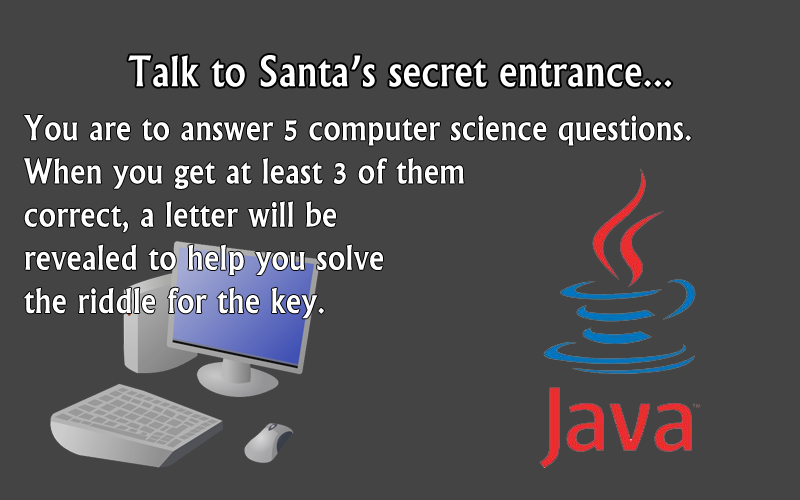 Talk to Santa's secret entrance...
You are to answer 5 computer science questions.
When you get at least 3 of them
correct, a letter will be
revealed to help you solve
the riddle for the key.
Java™